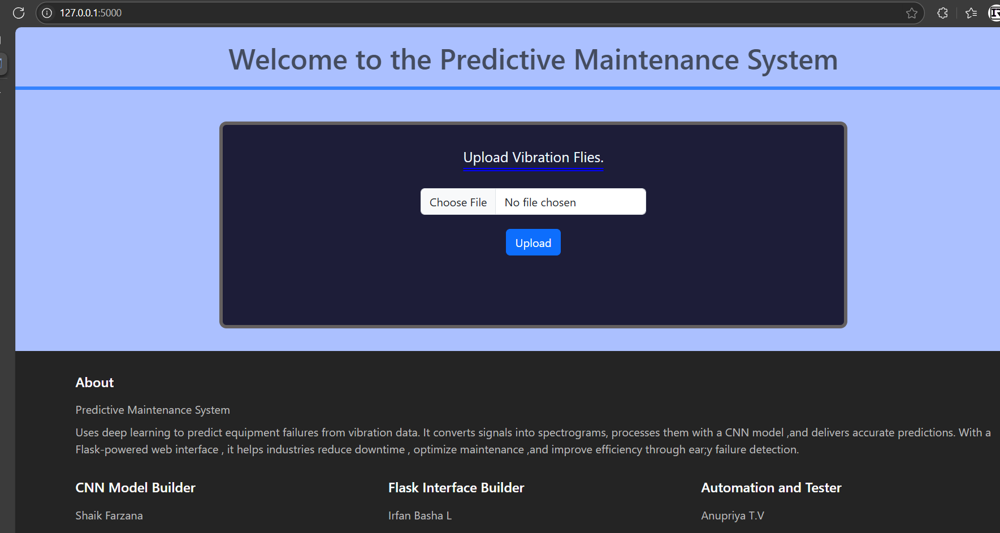 127.0.0.1:5000
Welcome to the Predictive Maintenance System
Upload Vibration Flies.
Choose File No file chosen
Upload
About
Predictive Maintenance System
Uses deep learning to predict equipment failures from vibration data. It converts signals into spectrograms, processes them with a CNN model ,and delivers accurate predictions. With a
Flask-powered web interface , it helps industries reduce downtime , optimize maintenance ,and improve efficiency through ear;y failure detection.
CNN Model Builder Flask Interface Builder Automation and Tester
Shaik Farzana Irfan Basha L Anupriya T.V